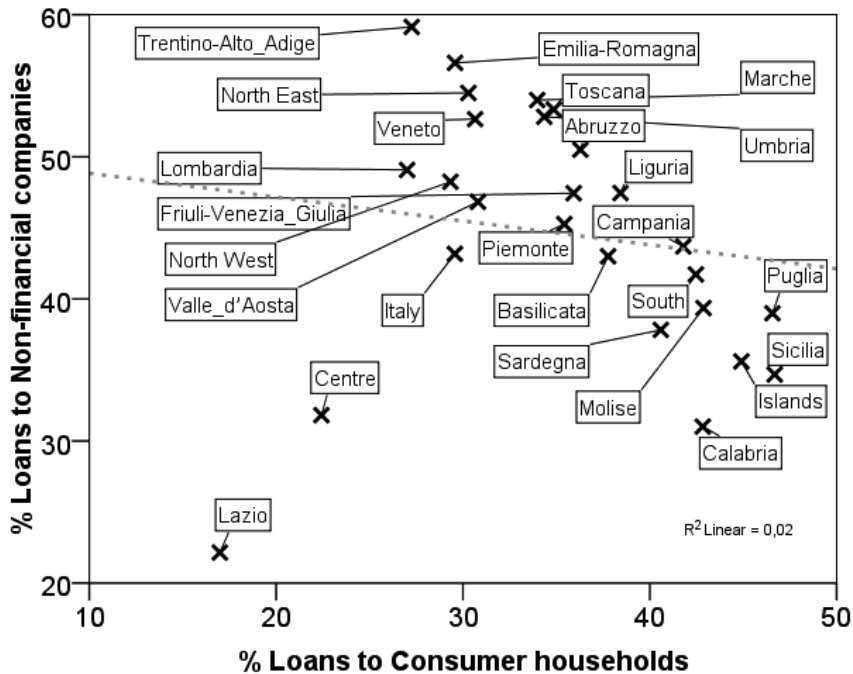 60
Trentino-Alto_Adige
Emilia-Romagna
North East
Toscana
Marche
Veneto
Abruzzo
Umbria
50
Lombardia
Liguria
Friuli-Venezia_Giulia
Campania
North West
Piemonte
Puglia
Valle_d'Aosta
Italy
Basilicata
South
40
Sardegna
Sicilia
Centre
Molise
Islands
30
Calabria
Lazio
R² Linear = 0,02
20
10
20
30
40
50
% Loans to Consumer households
% Loans to Non-financial companies